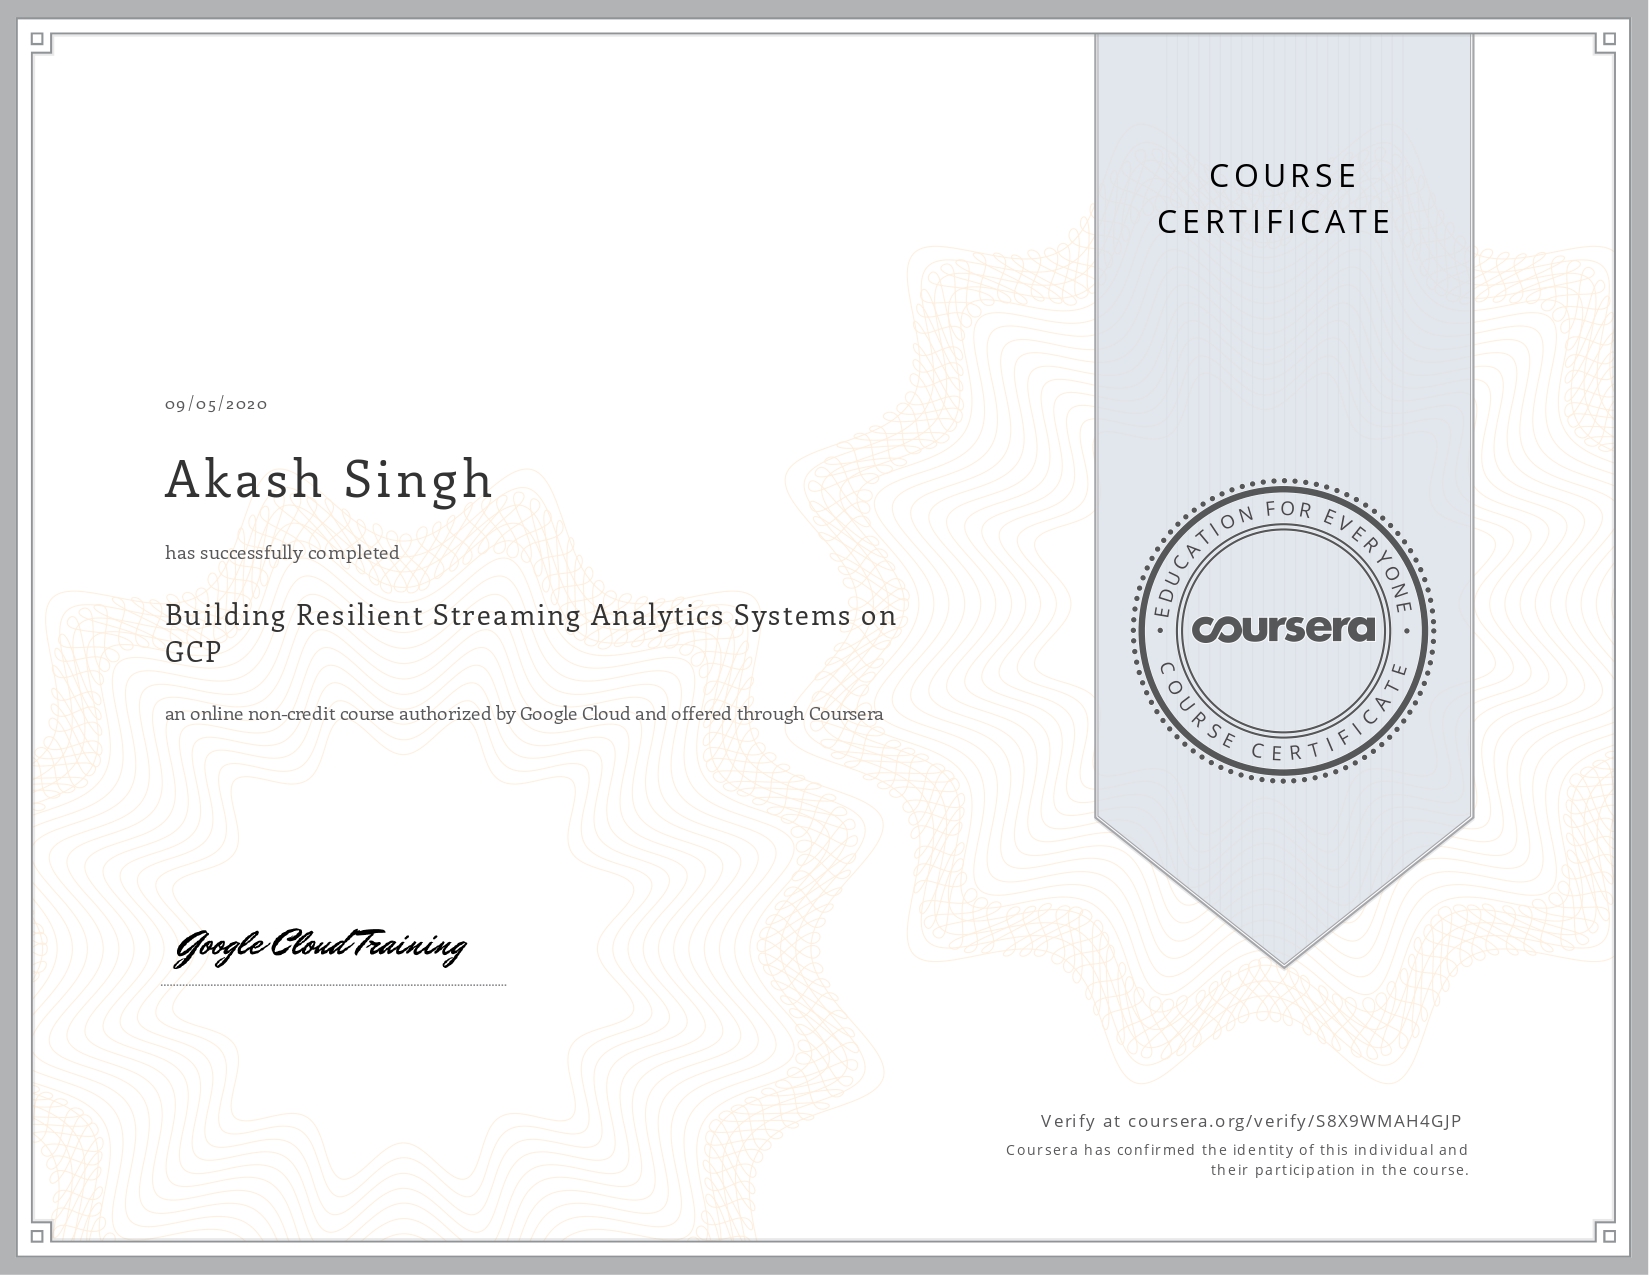 COURSE
CERTIFICATE
09/05/2020
Akash Singh
has successfully completed
Building Resilient Streaming Analytics Systems on
GCP
an online non-credit course authorized by Google Cloud and offered through Coursera
EDUCATION FOR EVERYONE
coursera
COURSE CERTIFICATE
Google Cloud Training
Verify at coursera.org/verify/S8X9WMAH4GJP
Coursera has confirmed the identity of this individual and
their participation in the course.